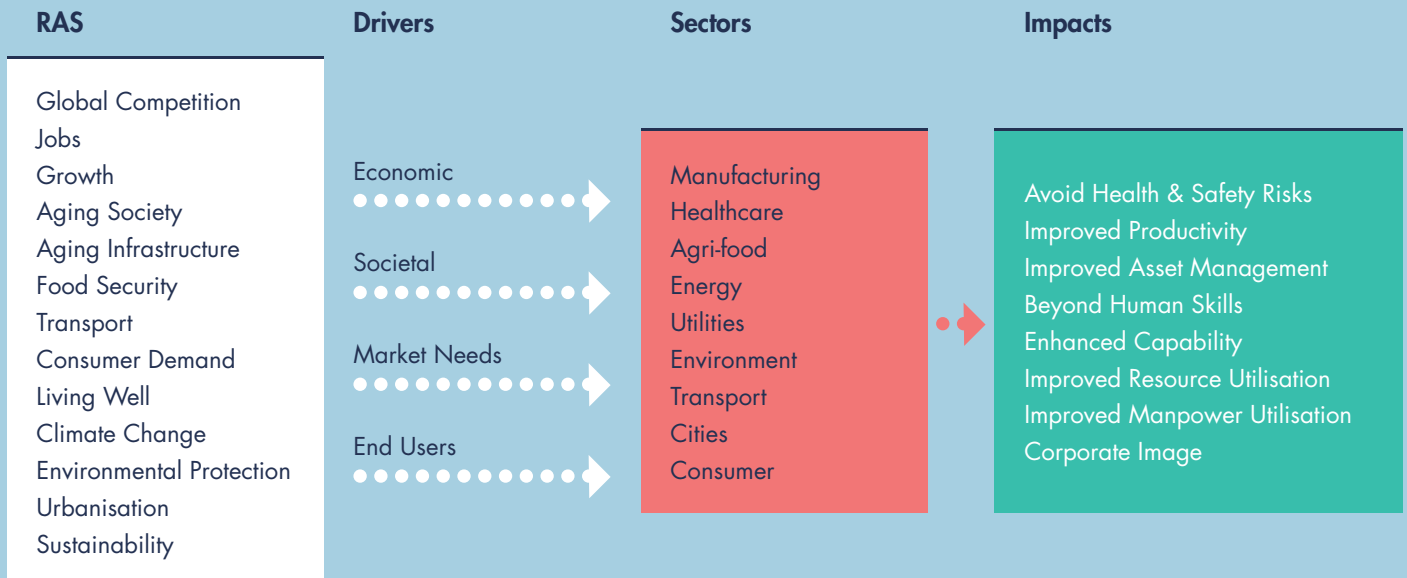 RAS
Global Competition
Jobs
Growth
Aging Society
Aging Infrastructure
Food Security
Transport
Consumer Demand
Living Well
Climate Change
Environmental Protection
Urbanisation
Sustainability
Drivers
Economic
Societal
Market Needs
End Users
Sectors
Manufacturing
Healthcare
Agri-food
Energy
Utilities
Environment
Transport
Cities
Consumer
Impacts
Avoid Health & Safety Risks
Improved Productivity
Improved Asset Management
Beyond Human Skills
Enhanced Capability
Improved Resource Utilisation
Improved Manpower Utilisation
Corporate Image